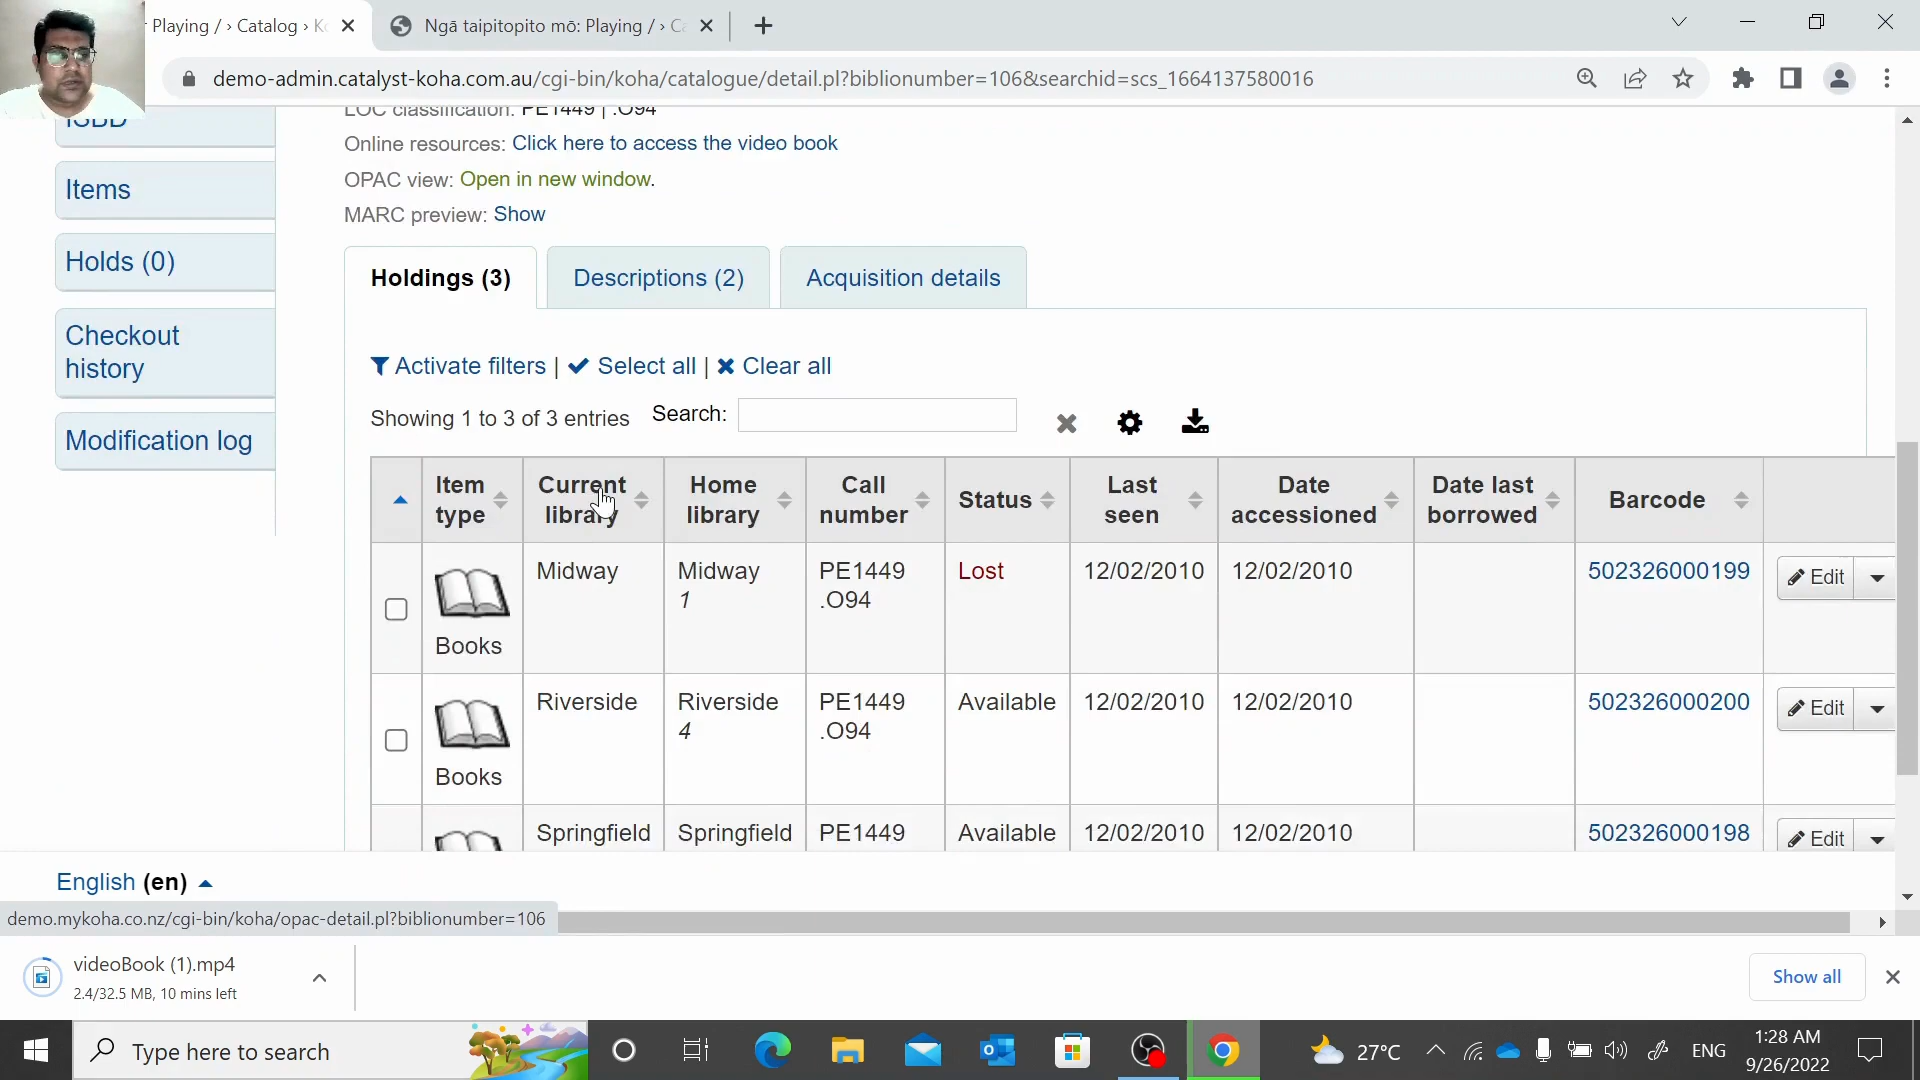 Playing / › Catalog › Ko
Ngā taipitopito mō: Playing / › Ca
demo-admin.catalyst-koha.com.au/cgi-bin/koha/catalogue/detail.pl?biblionumber=106&searchid=scs_1664137580016
ISBD
LOC classification: PE1449 | .O94
Online resources: Click here to access the video book
Items
OPAC view: Open in new window.
MARC preview: Show
Holds (0)
Holdings (3) Descriptions (2) Acquisition details
Checkout
history
Activate filters | Select all | Clear all
Showing 1 to 3 of 3 entries Search:
Modification log
Item type Current library Home library Call number Status Last seen Date accessioned Date last borrowed Barcode
Midway Midway PE1449 Lost 12/02/2010 12/02/2010 502326000199 Edit
1 .O94
Books
Riverside Riverside PE1449 Available 12/02/2010 12/02/2010 502326000200 Edit
4 .O94
Books
Springfield Springfield PE1449 Available 12/02/2010 12/02/2010 502326000198 Edit
English (en)
demo.mykoha.co.nz/cgi-bin/koha/opac-detail.pl?biblionumber=106
videoBook (1).mp4
2.4/32.5 MB, 10 mins left
Show all
Type here to search
27°C
ENG
1:28 AM
9/26/2022